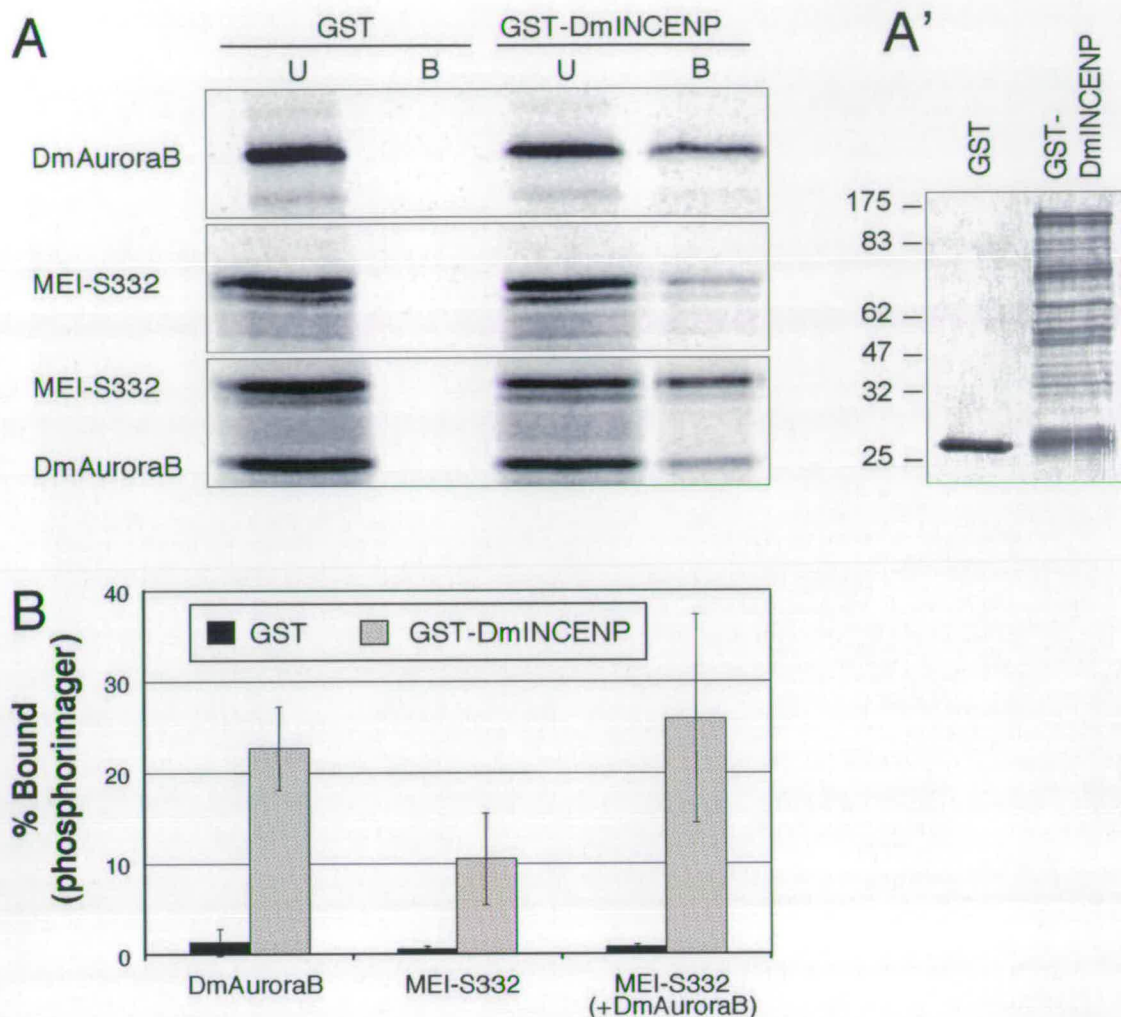 A
GST GST-DmINCENP
U B U B
DmAuroraB
MEI-S332
MEI-S332
DmAuroraB
A'
GST
GST-
DmINCENP
175
83
62
47
32
25
B
GST GST-DmINCENP
% Bound
(phosphorimager)
40
30
20
10
0
DmAuroraB MEI-S332 MEI-S332
(+DmAuroraB)